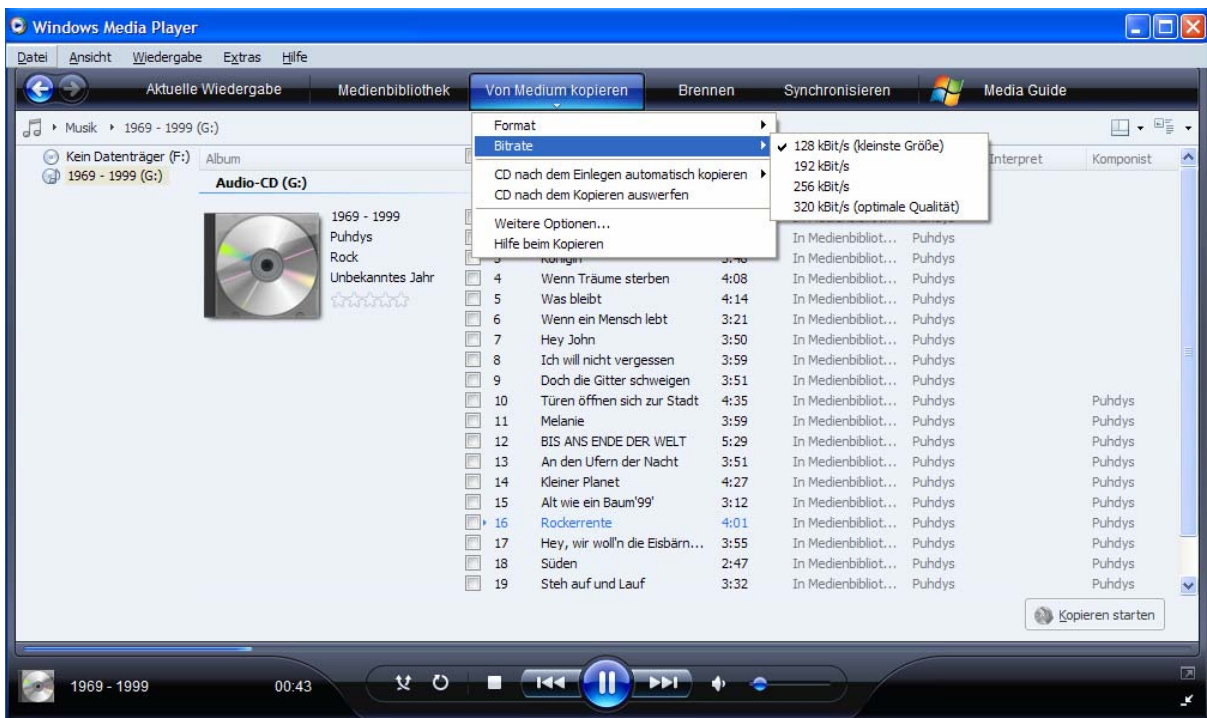 Windows Media Player
Datei Ansicht Wiedergabe Extras Hilfe
Aktuelle Wiedergabe Medienbibliothek Von Medium kopieren Brennen Synchronisieren Media Guide
Musik 1969 - 1999 (G:)
Kein Datenträger (F:)
1969 - 1999 (G:)
Album Interpret Komponist
Audio-CD (G:)
1969 - 1999
Puhdys
Rock
Unbekanntes Jahr
Format
Bitrate
CD nach dem Einlegen automatisch kopieren
CD nach dem Kopieren auswerfen
Weitere Optionen...
Hilfe beim Kopieren
128 kBit/s (kleinste Größe)
192 kBit/s
256 kBit/s
320 kBit/s (optimale Qualität)
In Medienbibliot... Puhdys
In Medienbibliot... Puhdys
4 Wenn Träume sterben 4:08 In Medienbibliot... Puhdys
5 Was bleibt 4:14 In Medienbibliot... Puhdys
6 Wenn ein Mensch lebt 3:21 In Medienbibliot... Puhdys
7 Hey John 3:50 In Medienbibliot... Puhdys
8 Ich will nicht vergessen 3:59 In Medienbibliot... Puhdys
9 Doch die Gitter schweigen 3:51 In Medienbibliot... Puhdys
10 Türen öffnen sich zur Stadt 4:35 In Medienbibliot... Puhdys Puhdys
11 Melanie 3:59 In Medienbibliot... Puhdys Puhdys
12 BIS ANS ENDE DER WELT 5:29 In Medienbibliot... Puhdys Puhdys
13 An den Ufern der Nacht 3:51 In Medienbibliot... Puhdys Puhdys
14 Kleiner Planet 4:27 In Medienbibliot... Puhdys Puhdys
15 Alt wie ein Baum'99' 3:12 In Medienbibliot... Puhdys Puhdys
16 Rockerrente 4:01 In Medienbibliot... Puhdys Puhdys
17 Hey, wir woll'n die Eisbärn... 3:55 In Medienbibliot... Puhdys Puhdys
18 Süden 2:47 In Medienbibliot... Puhdys Puhdys
19 Steh auf und Lauf 3:32 In Medienbibliot... Puhdys Puhdys
Kopieren starten
1969 - 1999 00:43